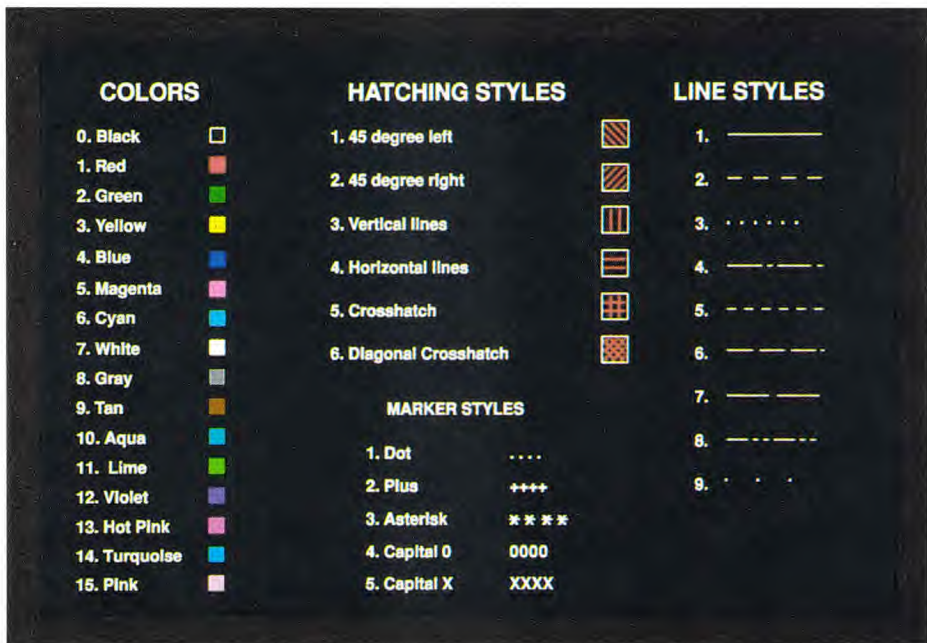 COLORS
0. Black
1. Red
2. Green
3. Yellow
4. Blue
5. Magenta
6. Cyan
7. White
8. Gray
9. Tan
10. Aqua
11. Lime
12. Violet
13. Hot Pink
14. Turquoise
15. Pink
HATCHING STYLES
1. 45 degree left
2. 45 degree right
3. Vertical lines
4. Horizontal lines
5. Crosshatch
6. Diagonal Crosshatch
MARKER STYLES
1. Dot ....
2. Plus ++++
3. Asterisk ****
4. Capital 0 0000
5. Capital X XXXX
LINE STYLES
1.
2.
3.
4.
5.
6.
7.
8.
9.